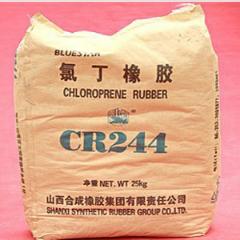 BLUESTAR
氯丁橡胶
CHLOROPRENE RUBBER
CR244
净重 NET. WT 25kg
山西合成橡胶集团有限责任公司
SHANXI SYNTHETIC RUBBER GROUP CO.,LTD.